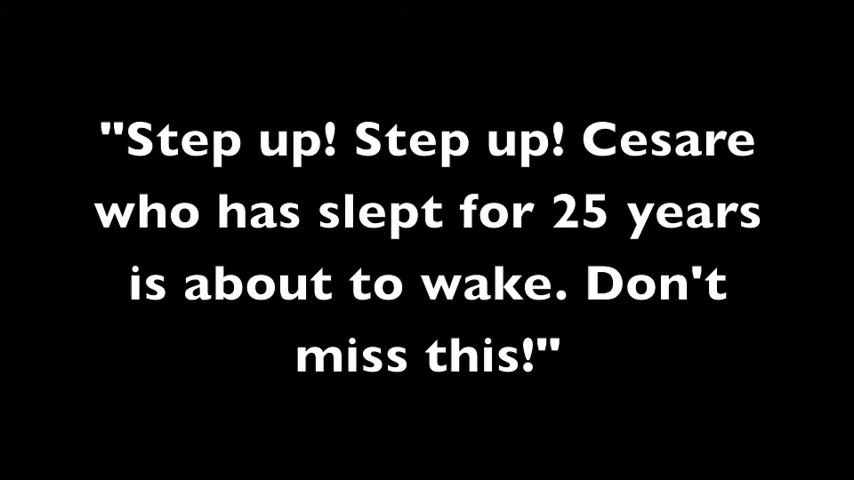 "Step up! Step up! Cesare
who has slept for 25 years
is about to wake. Don't
miss this!"